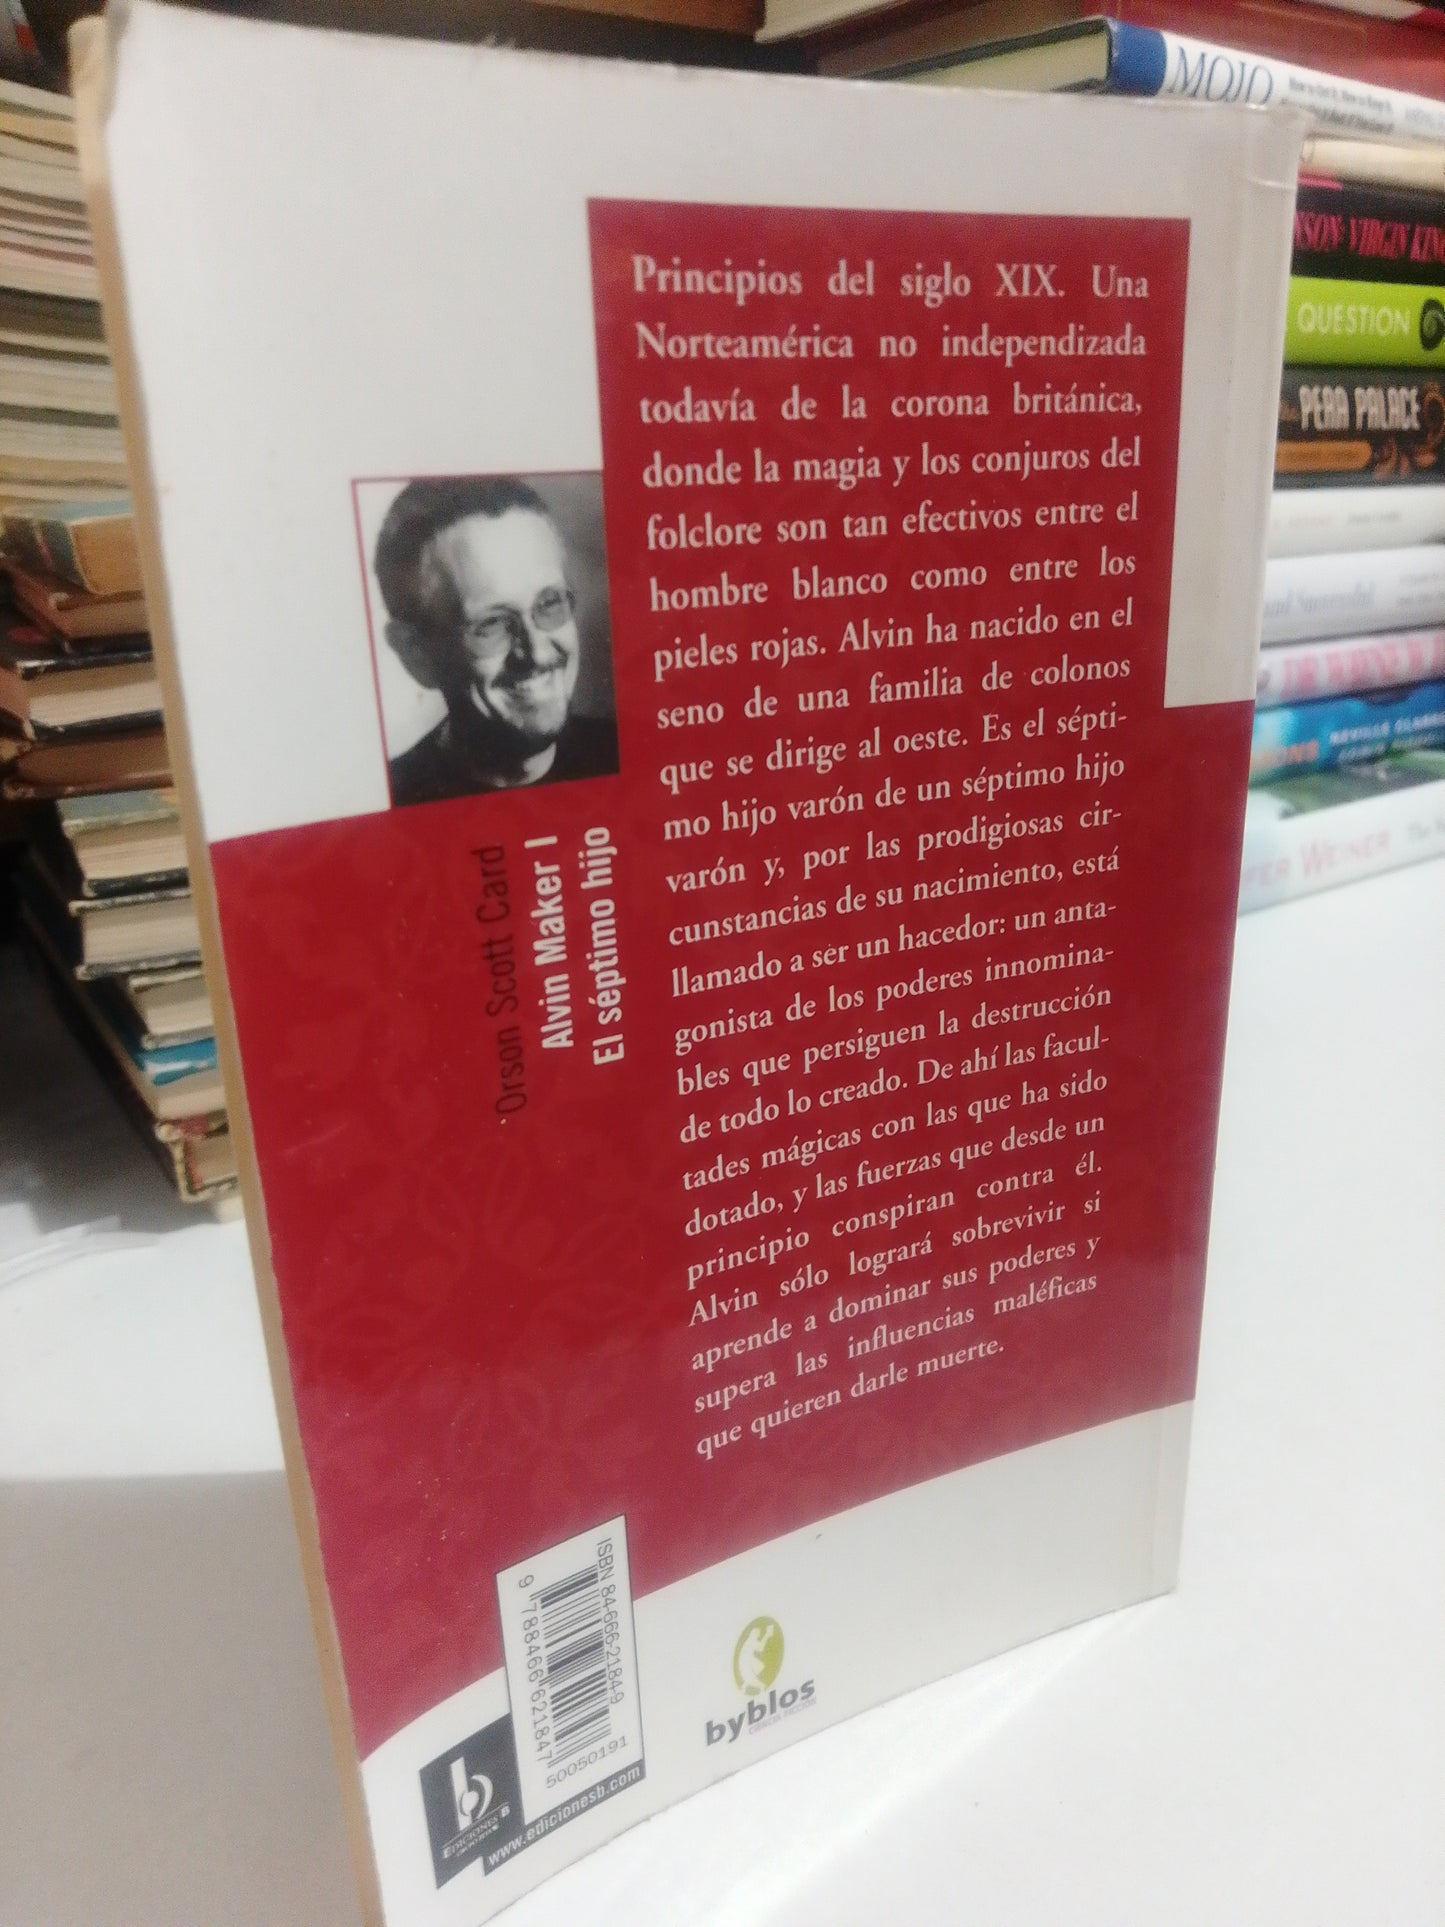 Principios del siglo XIX. Una
Norteamérica no independizada
todavía de la corona británica,
donde la magia y los conjuros del
folclore son tan efectivos entre el
hombre blanco como entre los
pieles rojas. Alvin ha nacido en el
seno de una familia de colonos
que se dirige al oeste. Es el sépti-
mo hijo varón de un séptimo hijo
varón y, por las prodigiosas cir-
cunstancias de su nacimiento, está
llamado a ser un hacedor: un anta-
gonista de los poderes innomina-
bles que persiguen la destrucción
de todo lo creado. De ahí las facul-
tades mágicas con las que ha sido
dotado, y las fuerzas que desde un
principio conspiran contra él.
Alvin sólo logrará sobrevivir si
aprende a dominar sus poderes y
supera las influencias maléficas
que quieren darle muerte.
Orson Scott Card
Alvin Maker I
El séptimo hijo
ISBN 84-666-2184-9
9 788466 621847
50050191
EDICIONES B
www.edicionesb.com
byblos
CIENCIA FICCIÓN
MOJO
VIRGIN KING
QUESTION
PERA PALACE
WEINER